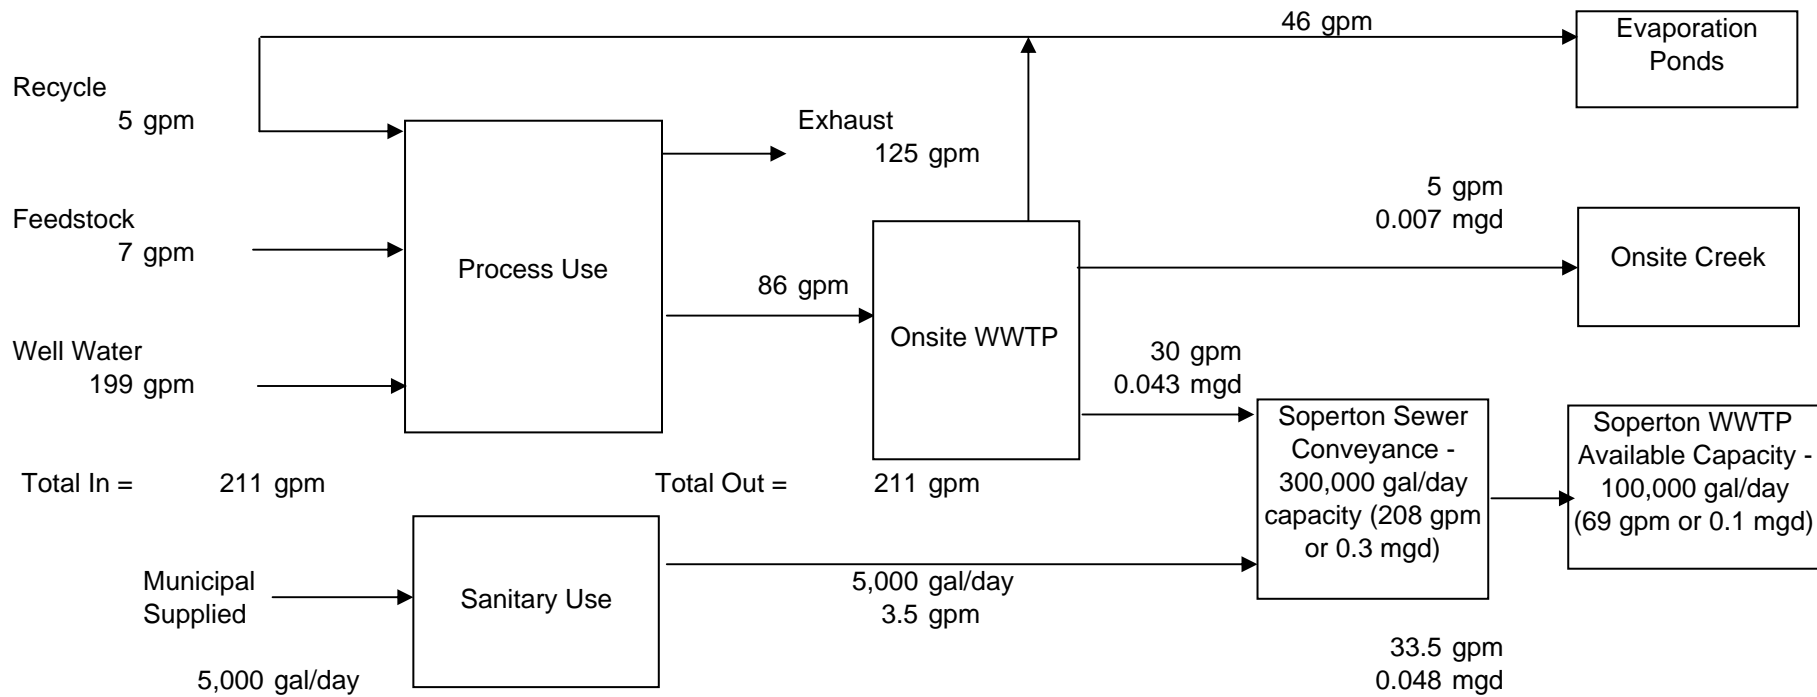 46 gpm
Evaporation
Ponds
Recycle
5 gpm
Exhaust
125 gpm
Feedstock
7 gpm
Process Use
86 gpm
Onsite WWTP
5 gpm
0.007 mgd
Onsite Creek
Well Water
199 gpm
30 gpm
0.043 mgd
Soperton Sewer
Conveyance -
300,000 gal/day
capacity (208 gpm
or 0.3 mgd)
Soperton WWTP
Available Capacity -
100,000 gal/day
(69 gpm or 0.1 mgd)
Total In = 211 gpm
Total Out = 211 gpm
Municipal
Supplied
5,000 gal/day
Sanitary Use
5,000 gal/day
3.5 gpm
33.5 gpm
0.048 mgd